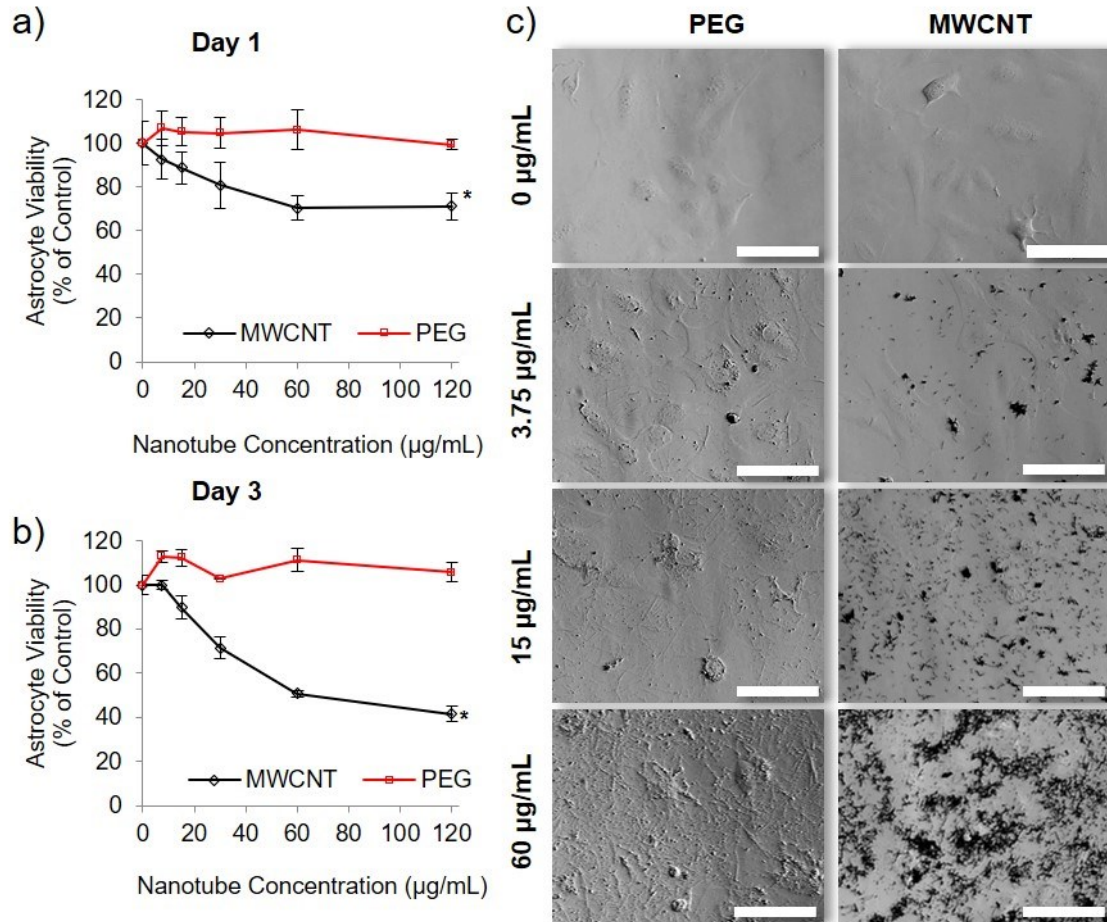 a)
Day 1
Astrocyte Viability
(% of Control)
120
100
80
60
40
20
0
MWCNT
PEG
0
20
40
60
80
100
120
*
Nanotube Concentration (µg/mL)
b)
Day 3
Astrocyte Viability
(% of Control)
120
100
80
60
40
20
0
MWCNT
PEG
0
20
40
60
80
100
120
*
Nanotube Concentration (µg/mL)
c)
PEG
MWCNT
0 µg/mL
3.75 µg/mL
15 µg/mL
60 µg/mL